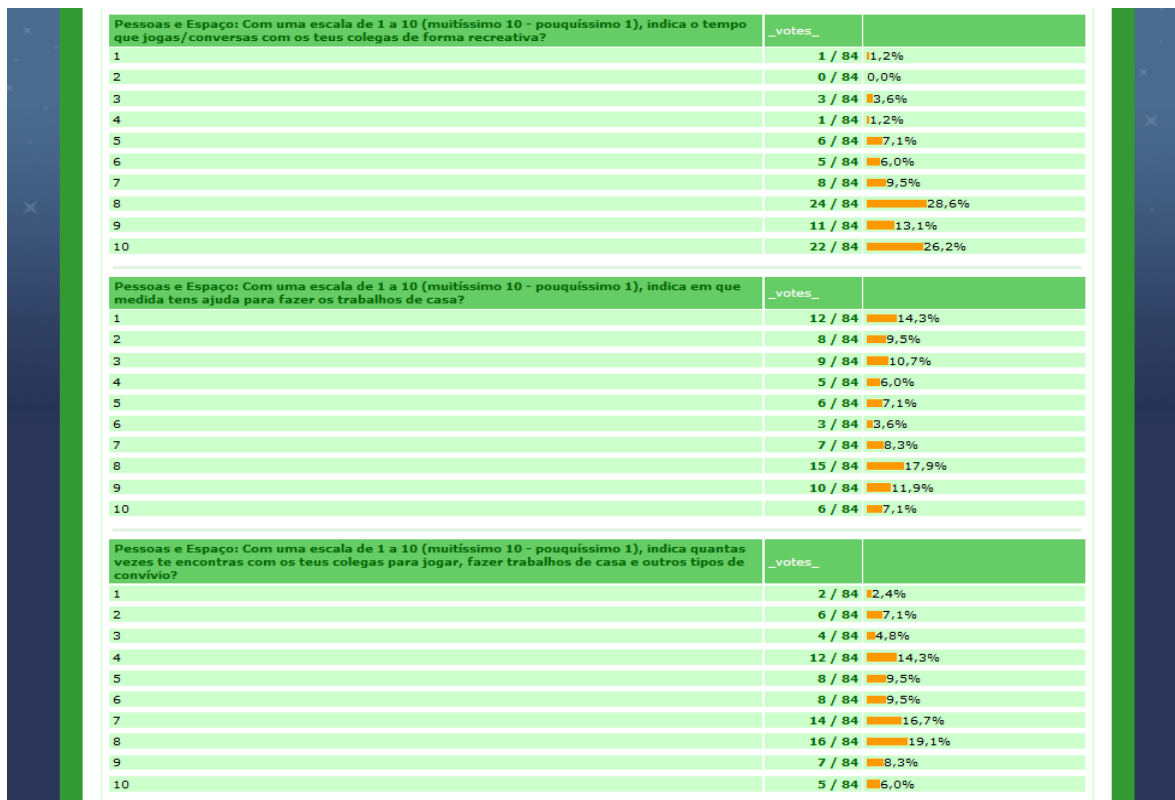 Pessoas e Espaço: Com uma escala de 1 a 10 (muitíssimo 10 - pouquíssimo 1), indica o tempo
que jogas/conversas com os teus colegas de forma recreativa?
_votes_
1 1 / 84 1,2%
2 0 / 84 0,0%
3 3 / 84 3,6%
4 1 / 84 1,2%
5 6 / 84 7,1%
6 5 / 84 6,0%
7 8 / 84 9,5%
8 24 / 84 28,6%
9 11 / 84 13,1%
10 22 / 84 26,2%
Pessoas e Espaço: Com uma escala de 1 a 10 (muitíssimo 10 - pouquíssimo 1), indica em que
medida tens ajuda para fazer os trabalhos de casa?
_votes_
1 12 / 84 14,3%
2 8 / 84 9,5%
3 9 / 84 10,7%
4 5 / 84 6,0%
5 6 / 84 7,1%
6 3 / 84 3,6%
7 7 / 84 8,3%
8 15 / 84 17,9%
9 10 / 84 11,9%
10 6 / 84 7,1%
Pessoas e Espaço: Com uma escala de 1 a 10 (muitíssimo 10 - pouquíssimo 1), indica quantas
vezes te encontras com os teus colegas para jogar, fazer trabalhos de casa e outros tipos de
convívio?
_votes_
1 2 / 84 2,4%
2 6 / 84 7,1%
3 4 / 84 4,8%
4 12 / 84 14,3%
5 8 / 84 9,5%
6 8 / 84 9,5%
7 14 / 84 16,7%
8 16 / 84 19,1%
9 7 / 84 8,3%
10 5 / 84 6,0%